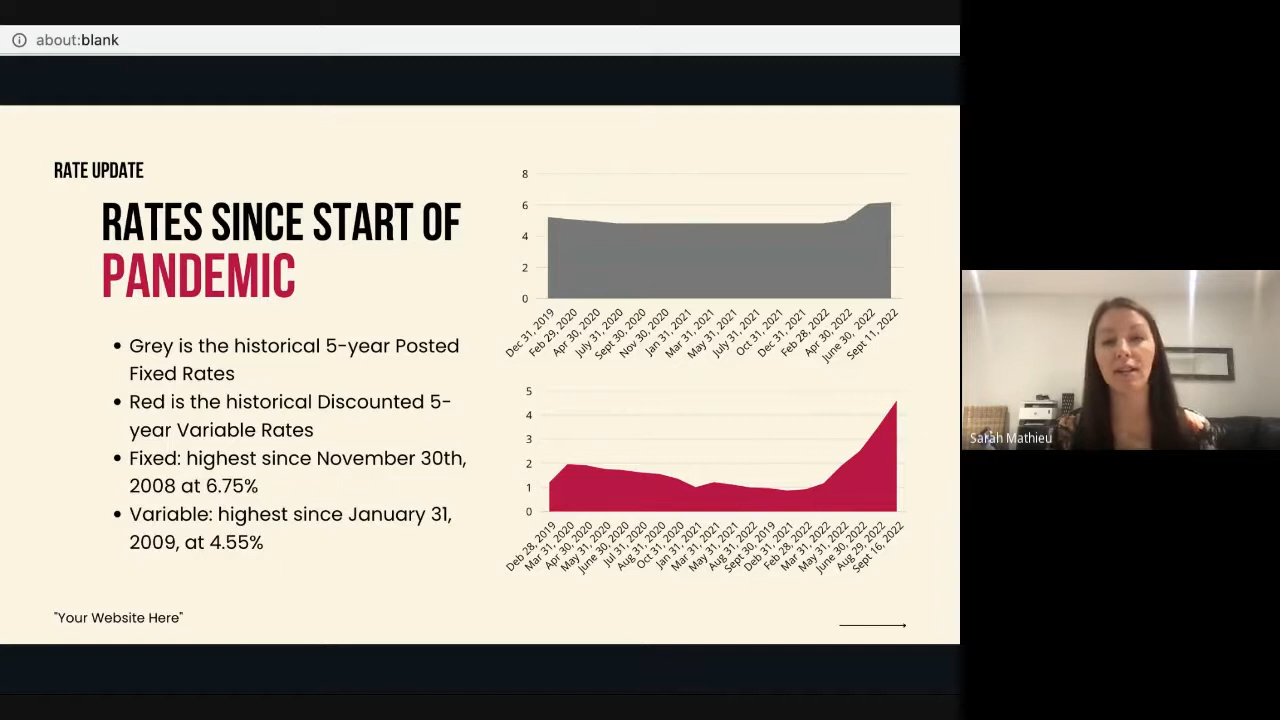 about:blank
RATE UPDATE
RATES SINCE START OF
PANDEMIC
• Grey is the historical 5-year Posted
Fixed Rates
• Red is the historical Discounted 5-
year Variable Rates
• Fixed: highest since November 30th,
2008 at 6.75%
• Variable: highest since January 31,
2009, at 4.55%
"Your Website Here"
8
6
4
2
0
Dec 31, 2019
Feb 29, 2020
Apr 30, 2020
July 31, 2020
Sept 30, 2020
Nov 30, 2020
Jan 31, 2021
Mar 31, 2021
May 31, 2021
July 31, 2021
Oct 31, 2021
Dec 31, 2021
Feb 28, 2022
Apr 30, 2022
June 30, 2022
Sept 11, 2022
5
4
3
2
1
0
Deb 28, 2019
Mar 31, 2020
Apr 30, 2020
May 31, 2020
June 30, 2020
Jul 31, 2020
Aug 31, 2020
Oct 31, 2020
Jan 31, 2021
Mar 31, 2021
May 31, 2021
Aug 31, 2022
Sept 30, 2019
Deb 31, 2021
Feb 28, 2022
Mar 31, 2022
May 31, 2022
June 30, 2022
Aug 29, 2022
Sept 16, 2022
Sarah Mathieu